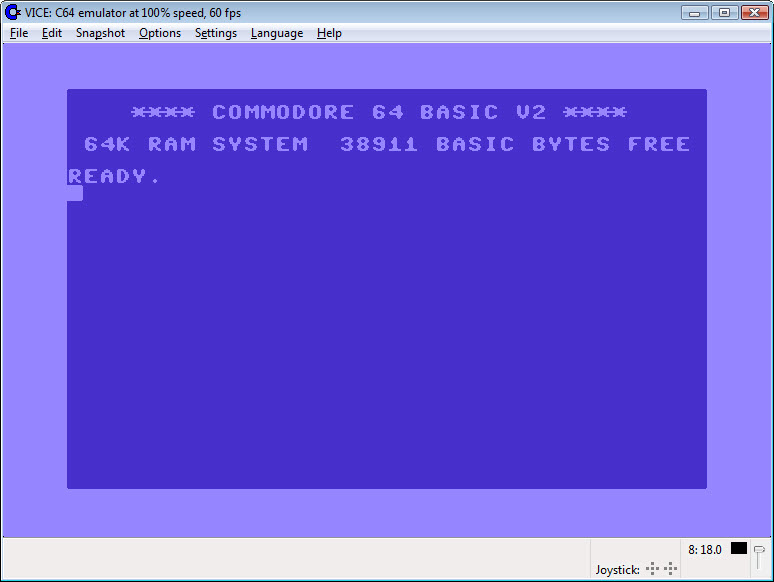 VICE: C64 emulator at 100% speed, 60 fps
File Edit Snapshot Options Settings Language Help
**** COMMODORE 64 BASIC V2 ****
64K RAM SYSTEM 38911 BASIC BYTES FREE
READY.
8: 18.0
Joystick: